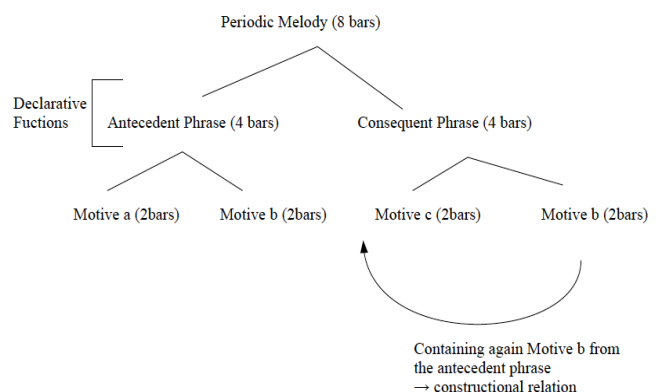 Periodic Melody (8 bars)
Declarative
Fuctions
Antecedent Phrase (4 bars)
Consequent Phrase (4 bars)
Motive a (2bars)
Motive b (2bars)
Motive c (2bars)
Motive b (2bars)
Containing again Motive b from
the antecedent phrase
→ constructional relation